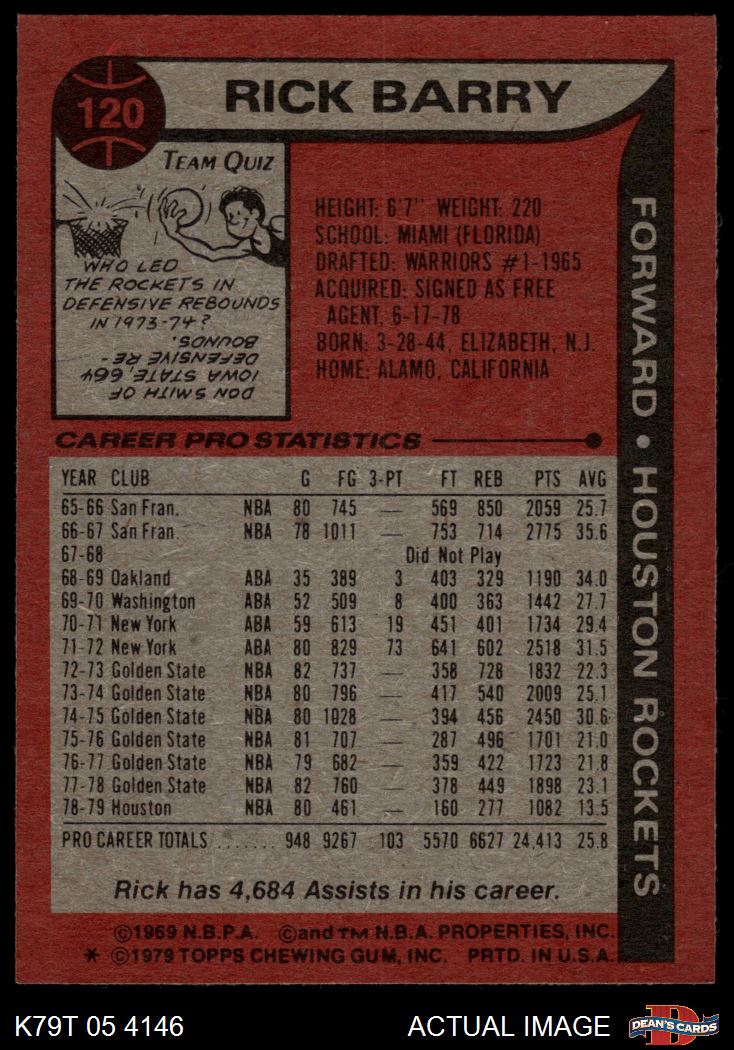 120
RICK BARRY
TEAM QUIZ
WHO LED
THE ROCKETS IN
DEFENSIVE REBOUNDS
IN 1973-74?
DON SMITH OF
IOWA STATE, 664
DEFENSIVE RE-
BOUNDS.
HEIGHT: 6'7" WEIGHT: 220
SCHOOL: MIAMI (FLORIDA)
DRAFTED: WARRIORS #1-1965
ACQUIRED: SIGNED AS FREE
AGENT, 6-17-78
BORN: 3-28-44, ELIZABETH, N.J.
HOME: ALAMO, CALIFORNIA
FORWARD • HOUSTON ROCKETS
CAREER PRO STATISTICS
YEAR CLUB G FG 3-PT FT REB PTS AVG
65-66 San Fran. NBA 80 745 — 569 850 2059 25.7
66-67 San Fran. NBA 78 1011 — 753 714 2775 35.6
67-68 Did Not Play
68-69 Oakland ABA 35 389 3 403 329 1190 34.0
69-70 Washington ABA 52 509 8 400 363 1442 27.7
70-71 New York ABA 59 613 19 451 401 1734 29.4
71-72 New York ABA 80 829 73 641 602 2518 31.5
72-73 Golden State NBA 82 737 — 358 728 1832 22.3
73-74 Golden State NBA 80 796 — 417 540 2009 25.1
74-75 Golden State NBA 80 1028 — 394 456 2450 30.6
75-76 Golden State NBA 81 707 — 287 496 1701 21.0
76-77 Golden State NBA 79 682 — 359 422 1723 21.8
77-78 Golden State NBA 82 760 — 378 449 1898 23.1
78-79 Houston NBA 80 461 — 160 277 1082 13.5
PRO CAREER TOTALS ....... 948 9267 103 5570 6627 24,413 25.8
Rick has 4,684 Assists in his career.
©1969 N.B.P.A. ©and TM N.B.A. PROPERTIES, INC.
* ©1979 TOPPS CHEWING GUM, INC. PRTD. IN U.S.A.
K79T 05 4146 ACTUAL IMAGE DEAN'S CARDS